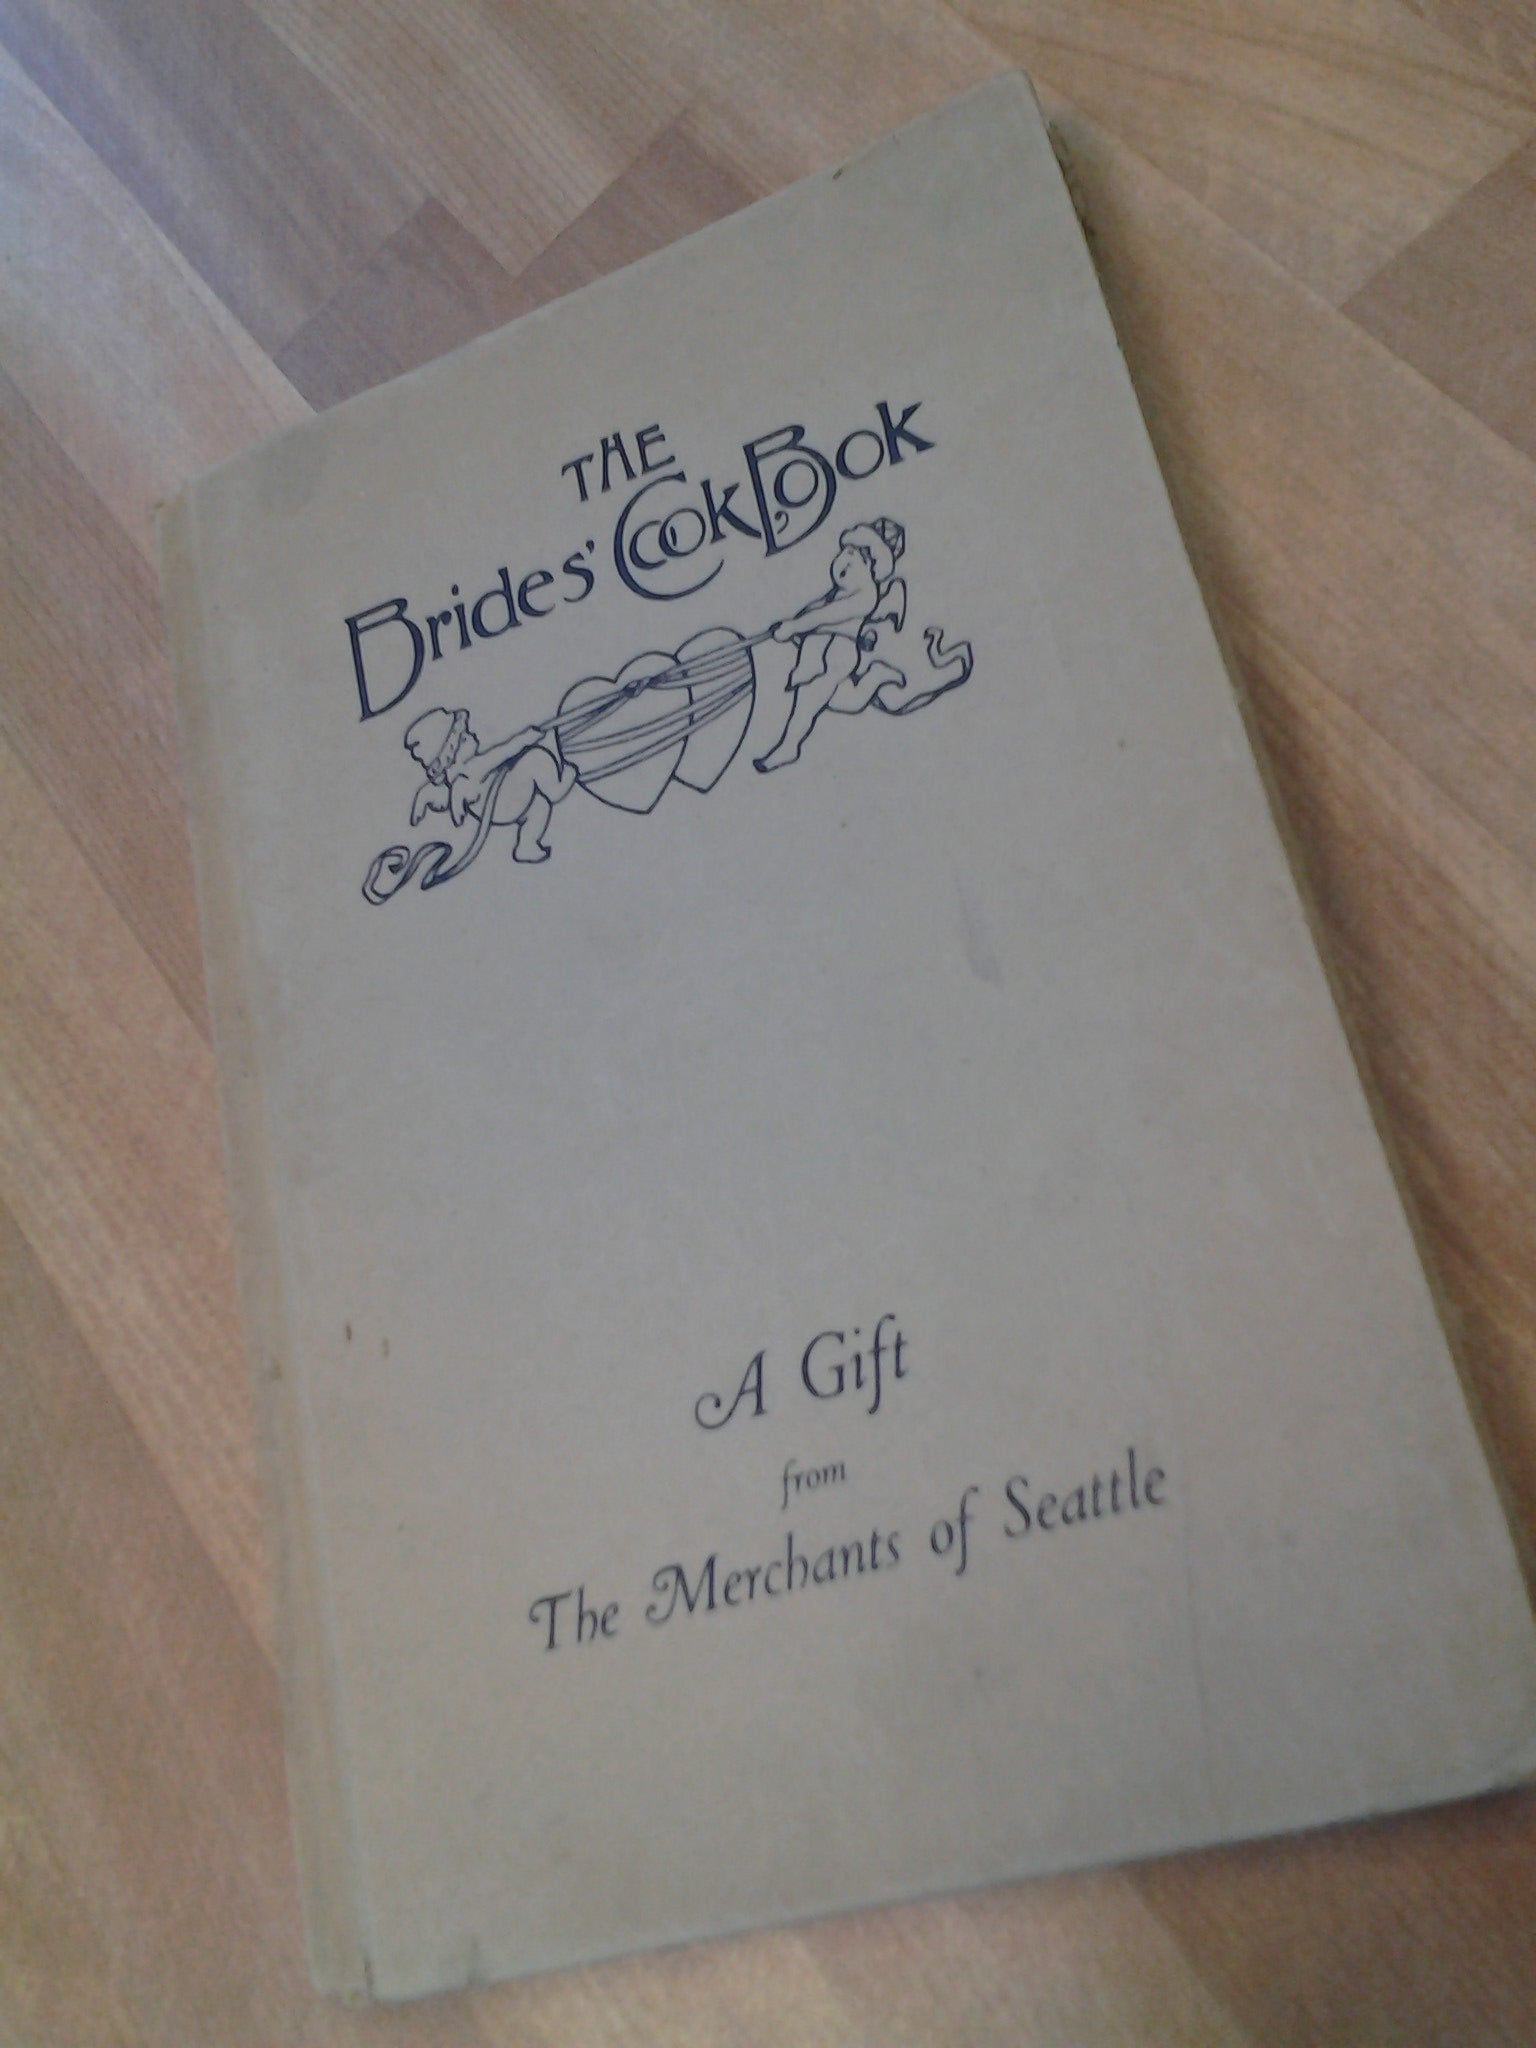 THE
Brides' Cook Book
A Gift
from
The Merchants of Seattle